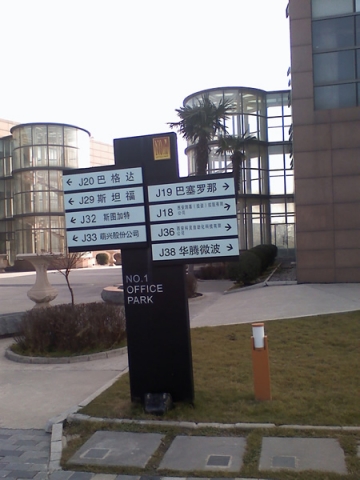 ← J20 巴格达
← J29 斯坦福
← J32 斯图加特
← J33 皖兴股份公司
J19 巴塞罗那 →
J18
J36
J38 华腾微波 →
NO.1
OFFICE
PARK